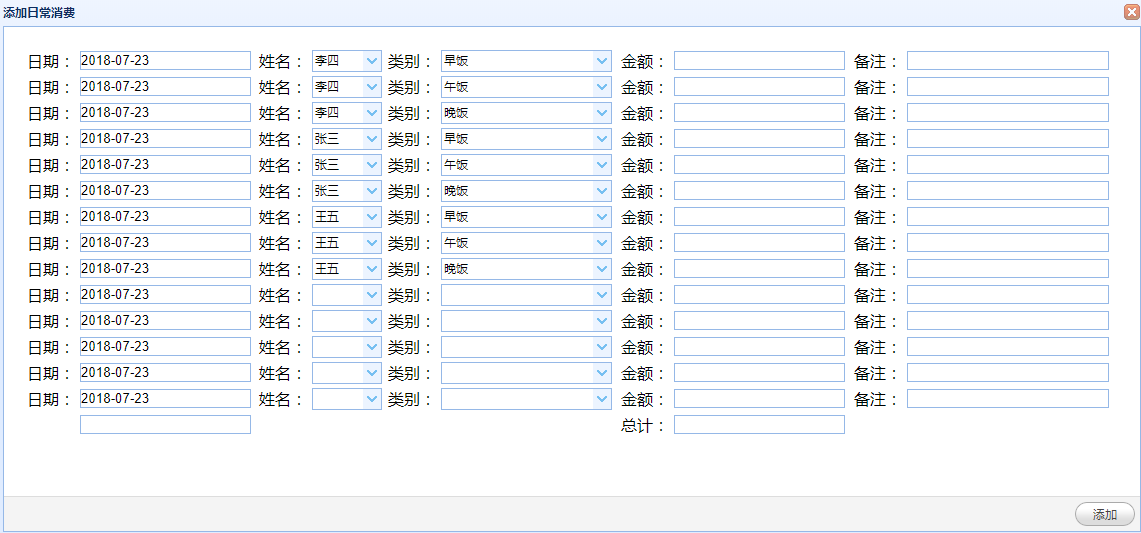 添加日常消费
日期： 2018-07-23 姓名： 李四 类别： 早饭 金额： 备注：
日期： 2018-07-23 姓名： 李四 类别： 午饭 金额： 备注：
日期： 2018-07-23 姓名： 李四 类别： 晚饭 金额： 备注：
日期： 2018-07-23 姓名： 张三 类别： 早饭 金额： 备注：
日期： 2018-07-23 姓名： 张三 类别： 午饭 金额： 备注：
日期： 2018-07-23 姓名： 张三 类别： 晚饭 金额： 备注：
日期： 2018-07-23 姓名： 王五 类别： 早饭 金额： 备注：
日期： 2018-07-23 姓名： 王五 类别： 午饭 金额： 备注：
日期： 2018-07-23 姓名： 王五 类别： 晚饭 金额： 备注：
日期： 2018-07-23 姓名： 类别： 金额： 备注：
日期： 2018-07-23 姓名： 类别： 金额： 备注：
日期： 2018-07-23 姓名： 类别： 金额： 备注：
日期： 2018-07-23 姓名： 类别： 金额： 备注：
日期： 2018-07-23 姓名： 类别： 金额： 备注：
总计：
添加